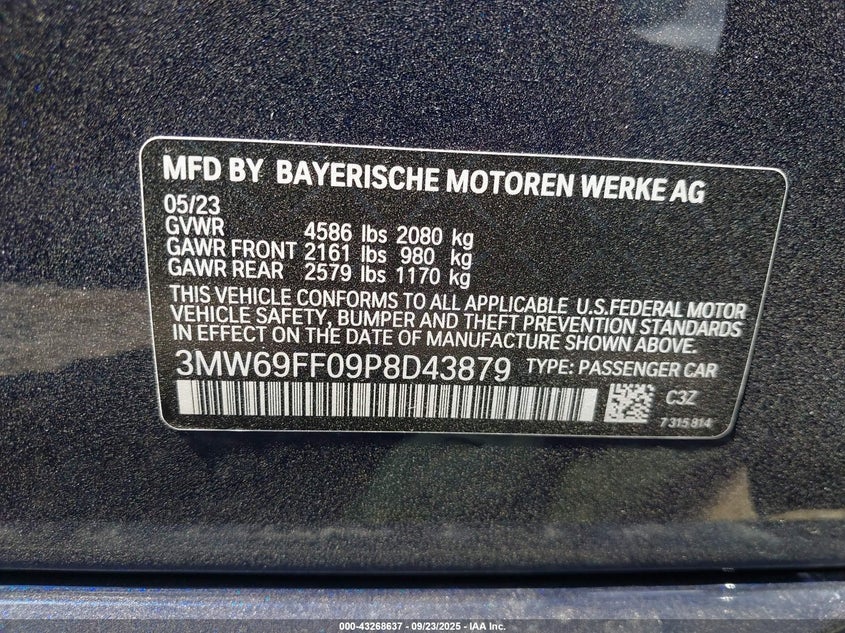 MFD BY BAYERISCHE MOTOREN WERKE AG
05/23
GVWR 4586 lbs 2080 kg
GAWR FRONT 2161 lbs 980 kg
GAWR REAR 2579 lbs 1170 kg
THIS VEHICLE CONFORMS TO ALL APPLICABLE U.S.FEDERAL MOTOR
VEHICLE SAFETY, BUMPER AND THEFT PREVENTION STANDARDS
IN EFFECT ON THE DATE OF MANUFACTURE SHOWN ABOVE.
3MW69FF09P8D43879 TYPE: PASSENGER CAR
C3Z
7 315 814
000-43268637 - 09/23/2025 - IAA Inc.